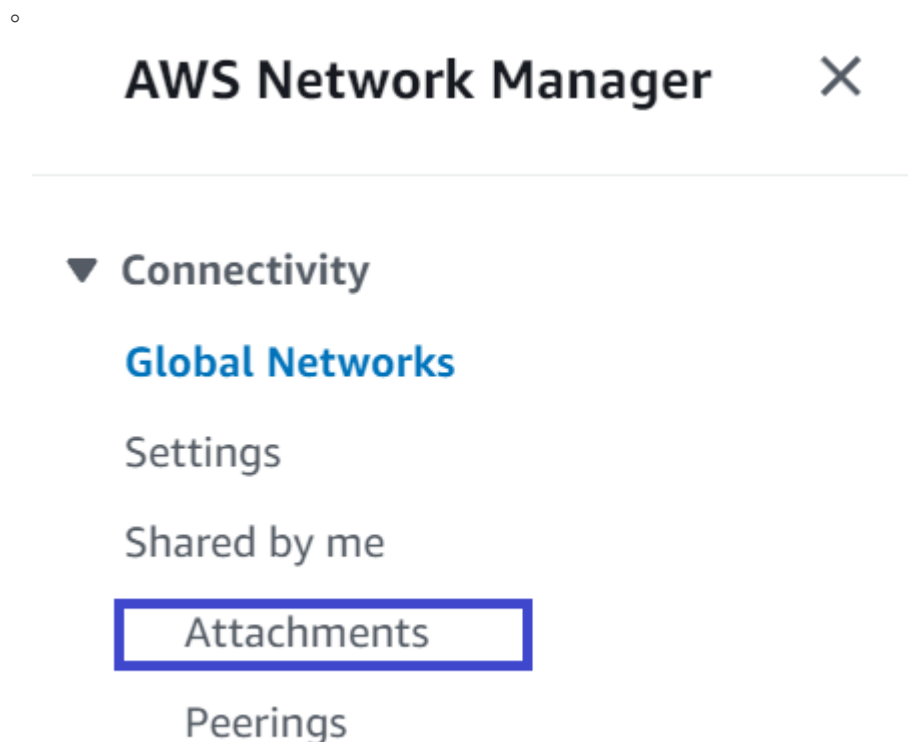 AWS Network Manager
Connectivity
Global Networks
Settings
Shared by me
Attachments
Peerings